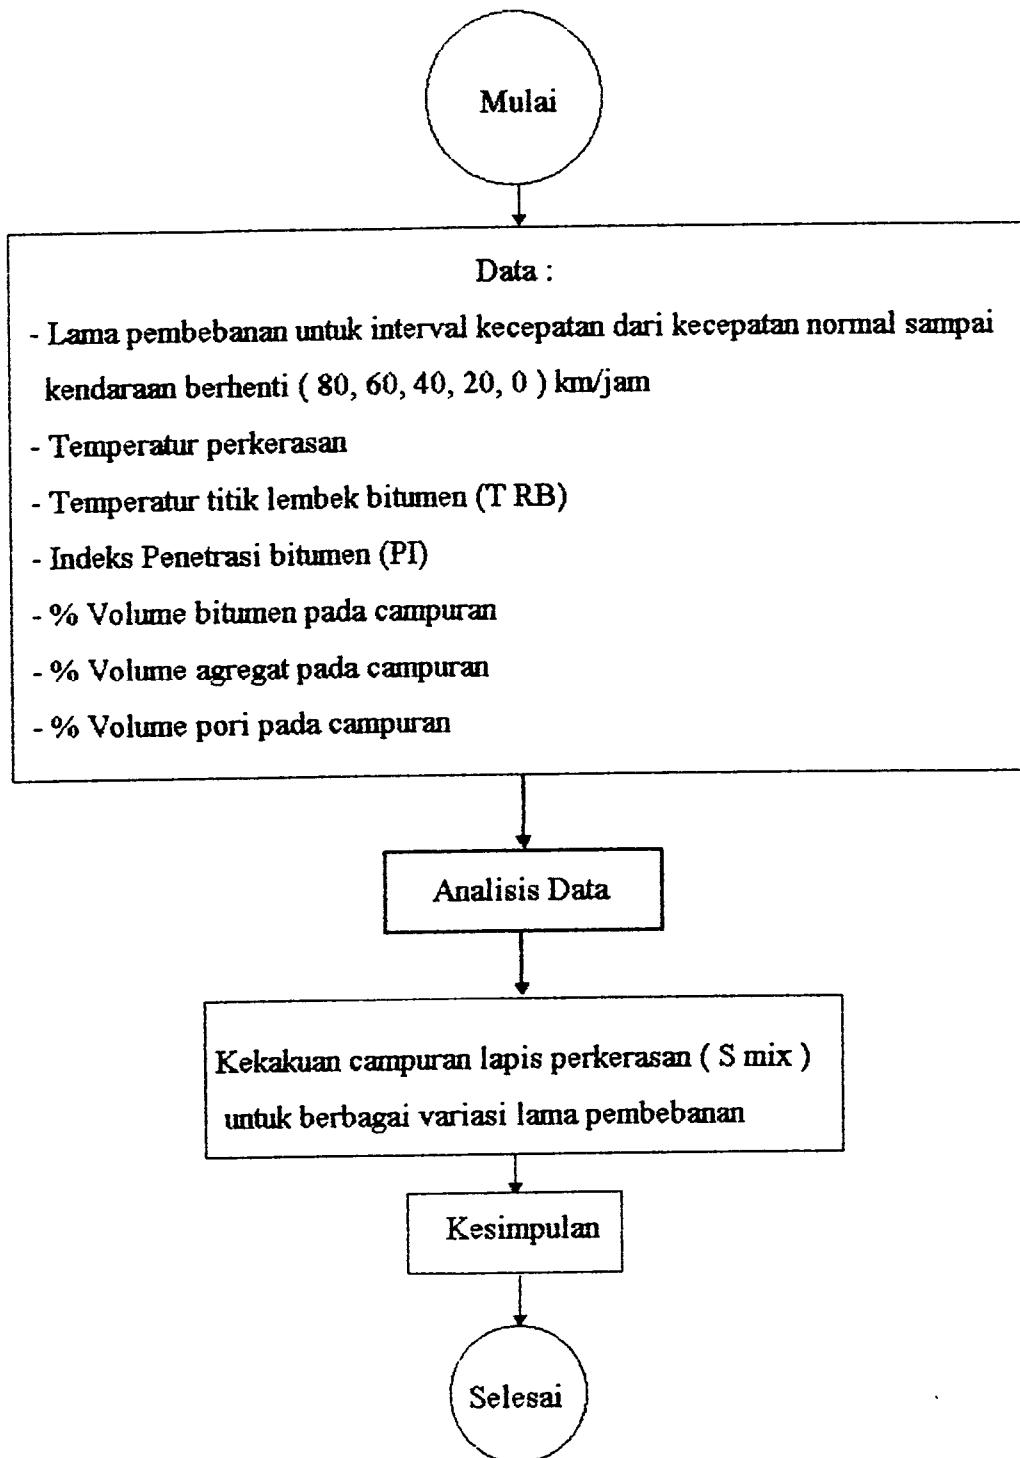 Mulai
Data :
- Lama pembebanan untuk interval kecepatan dari kecepatan normal sampai
kendaraan berhenti ( 80, 60, 40, 20, 0 ) km/jam
- Temperatur perkerasan
- Temperatur titik lembek bitumen (T RB)
- Indeks Penetrasi bitumen (PI)
- % Volume bitumen pada campuran
- % Volume agregat pada campuran
- % Volume pori pada campuran
Analisis Data
Kekakuan campuran lapis perkerasan ( S mix )
untuk berbagai variasi lama pembebanan
Kesimpulan
Selesai